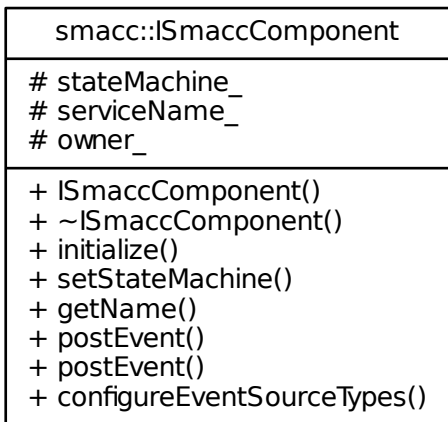 smacc::ISmaccComponent
# stateMachine_
# serviceName_
# owner_
+ ISmaccComponent()
+ ~ISmaccComponent()
+ initialize()
+ setStateMachine()
+ getName()
+ postEvent()
+ postEvent()
+ configureEventSourceTypes()